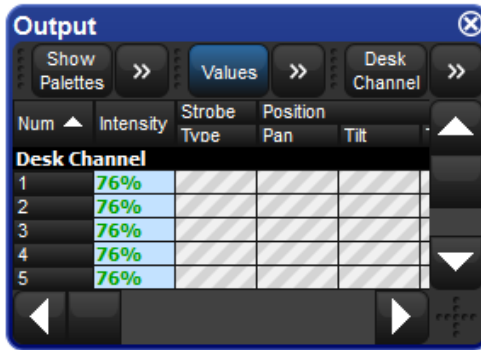 Output
Show Palettes » Values » Desk Channel »
Num Intensity Strobe Position
Type Pan Tilt
Desk Channel
1 76%
2 76%
3 76%
4 76%
5 76%